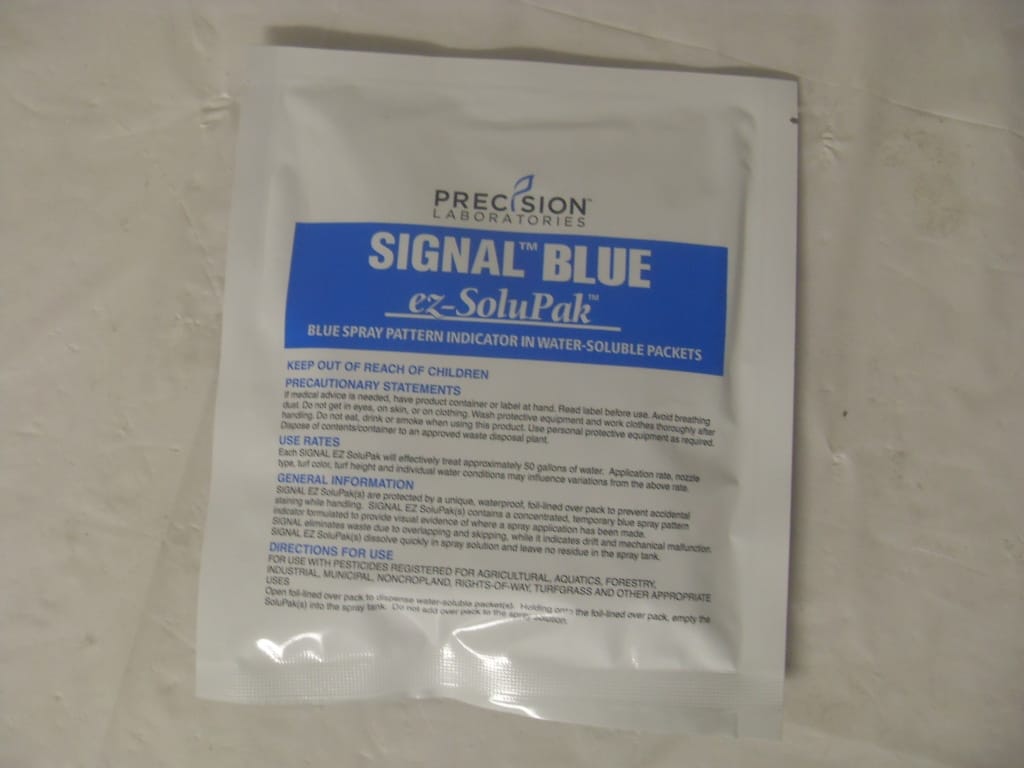 PRECISION™
LABORATORIES
SIGNAL™ BLUE
ez-SoluPak™
BLUE SPRAY PATTERN INDICATOR IN WATER-SOLUBLE PACKETS
KEEP OUT OF REACH OF CHILDREN
PRECAUTIONARY STATEMENTS
If medical advice is needed, have product container or label at hand. Read label before use. Avoid breathing
dust. Do not get in eyes, on skin, or on clothing. Wash protective equipment and work clothes thoroughly after
handling. Do not eat, drink or smoke when using this product. Use personal protective equipment as required.
Dispose of contents/container to an approved waste disposal plant.
USE RATES
Each SIGNAL EZ SoluPak will effectively treat approximately 50 gallons of water. Application rate, nozzle
type, turf color, turf height and individual water conditions may influence variations from the above rate.
GENERAL INFORMATION
SIGNAL EZ SoluPak(s) are protected by a unique, waterproof, foil-lined over pack to prevent accidental
staining while handling. SIGNAL EZ SoluPak(s) contains a concentrated, temporary blue spray pattern
indicator formulated to provide visual evidence of where a spray application has been made.
SIGNAL eliminates waste due to overlapping and skipping, while it indicates drift and mechanical malfunction.
SIGNAL EZ SoluPak(s) dissolve quickly in spray solution and leave no residue in the spray tank.
DIRECTIONS FOR USE
FOR USE WITH PESTICIDES REGISTERED FOR AGRICULTURAL, AQUATICS, FORESTRY,
INDUSTRIAL, MUNICIPAL, NONCROPLAND, RIGHTS-OF-WAY, TURFGRASS AND OTHER APPROPRIATE
USES
Open foil-lined over pack to dispense water-soluble packet(s). Holding onto the foil-lined over pack, empty the
SoluPak(s) into the spray tank. Do not add over pack to the spray solution.